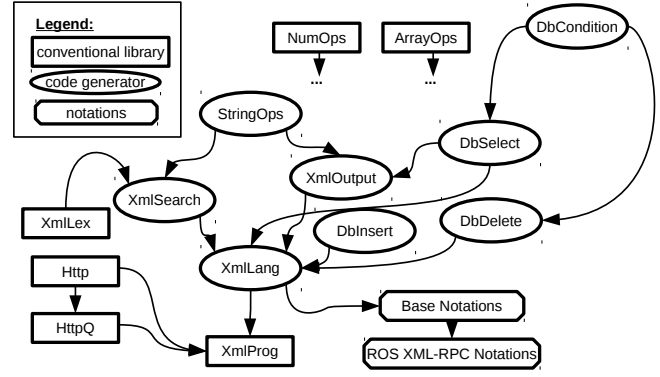 Legend:
conventional library
code generator
notations
NumOps
ArrayOps
DbCondition
...
...
StringOps
DbSelect
XmlOutput
XmlSearch
XmlLex
DbInsert
DbDelete
XmlLang
Http
Base Notations
HttpQ
XmlProg
ROS XML-RPC Notations